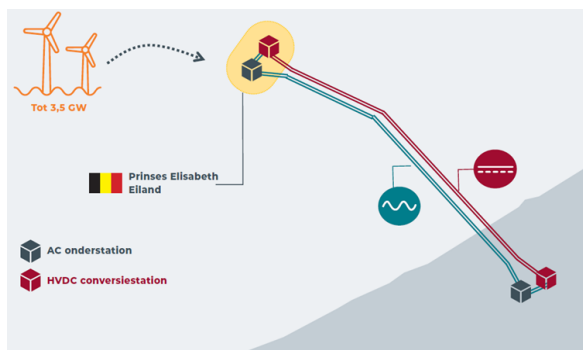 Tot 3,5 GW
Prinses Elisabeth
Eiland
AC onderstation
HVDC conversiestation